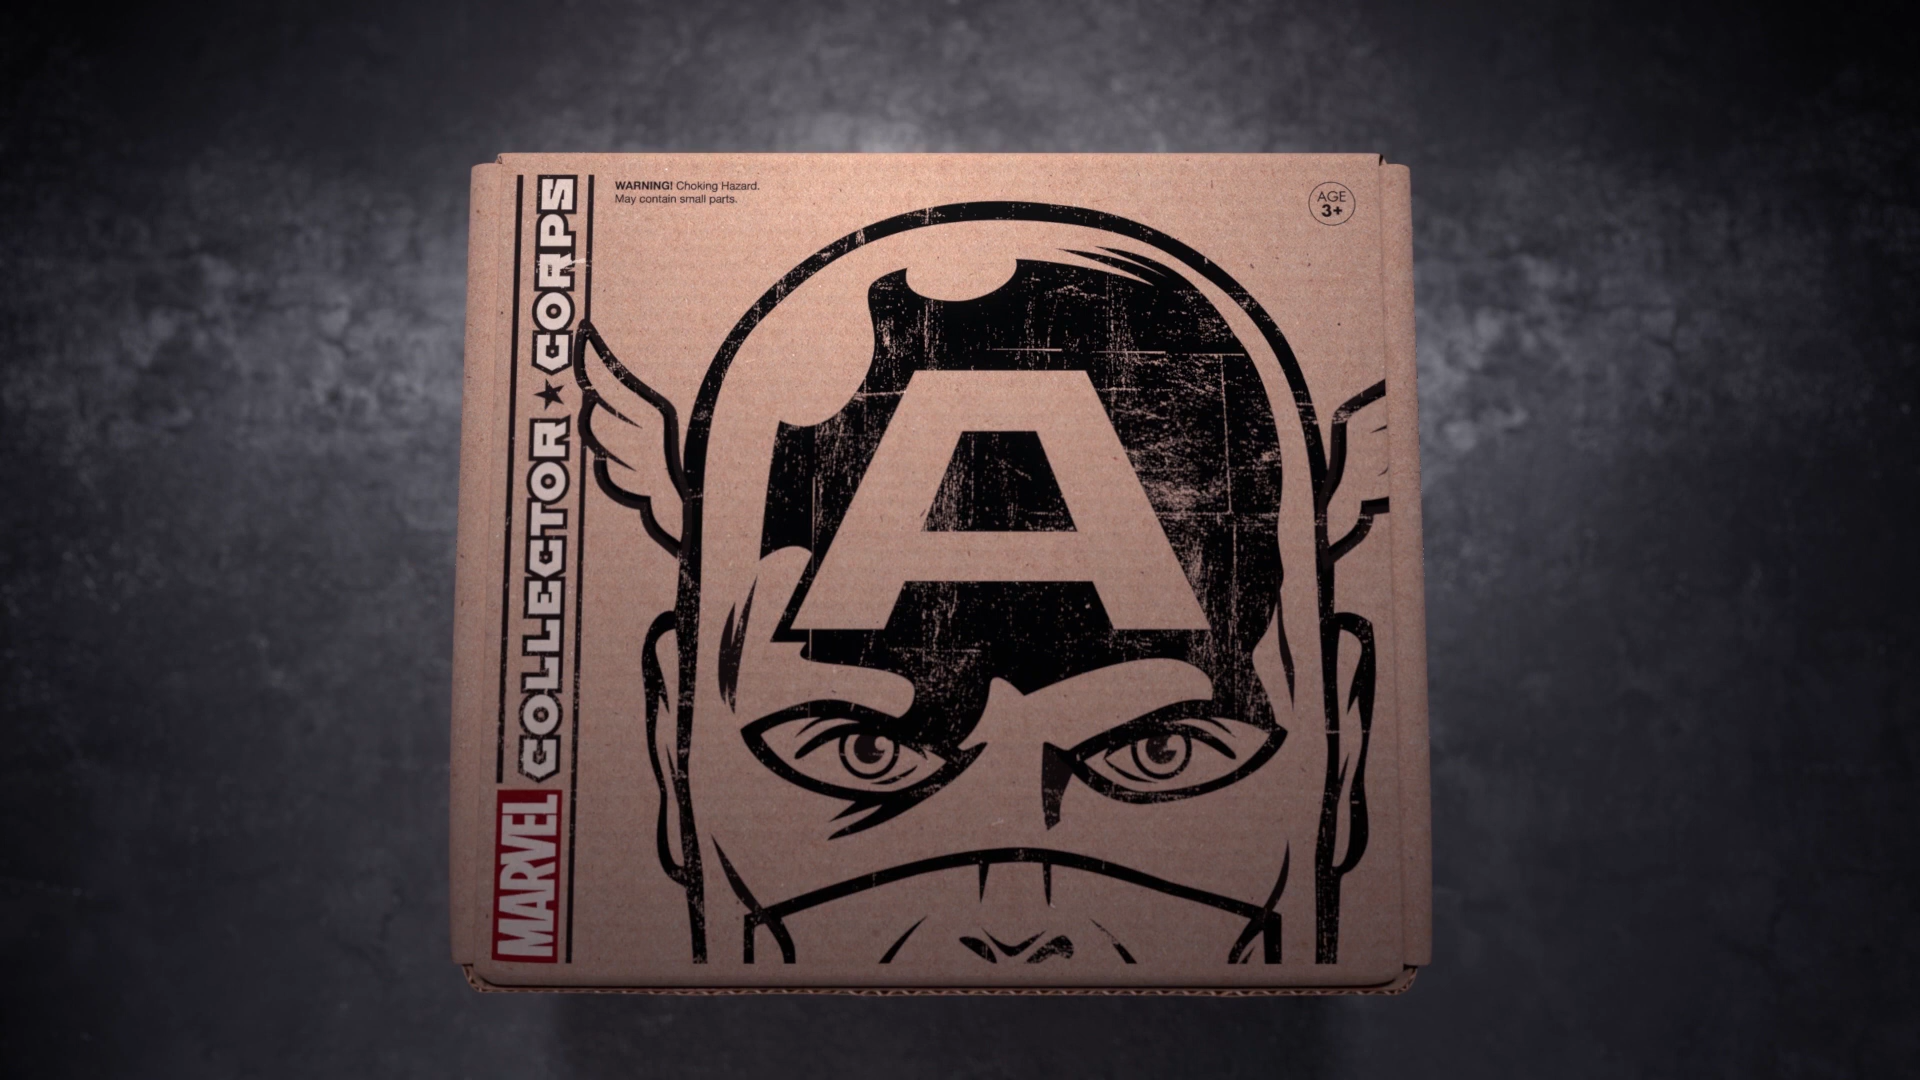 WARNING! Choking Hazard.
May contain small parts.
AGE
3+
MARVEL COLLECTOR ★ CORPS
A